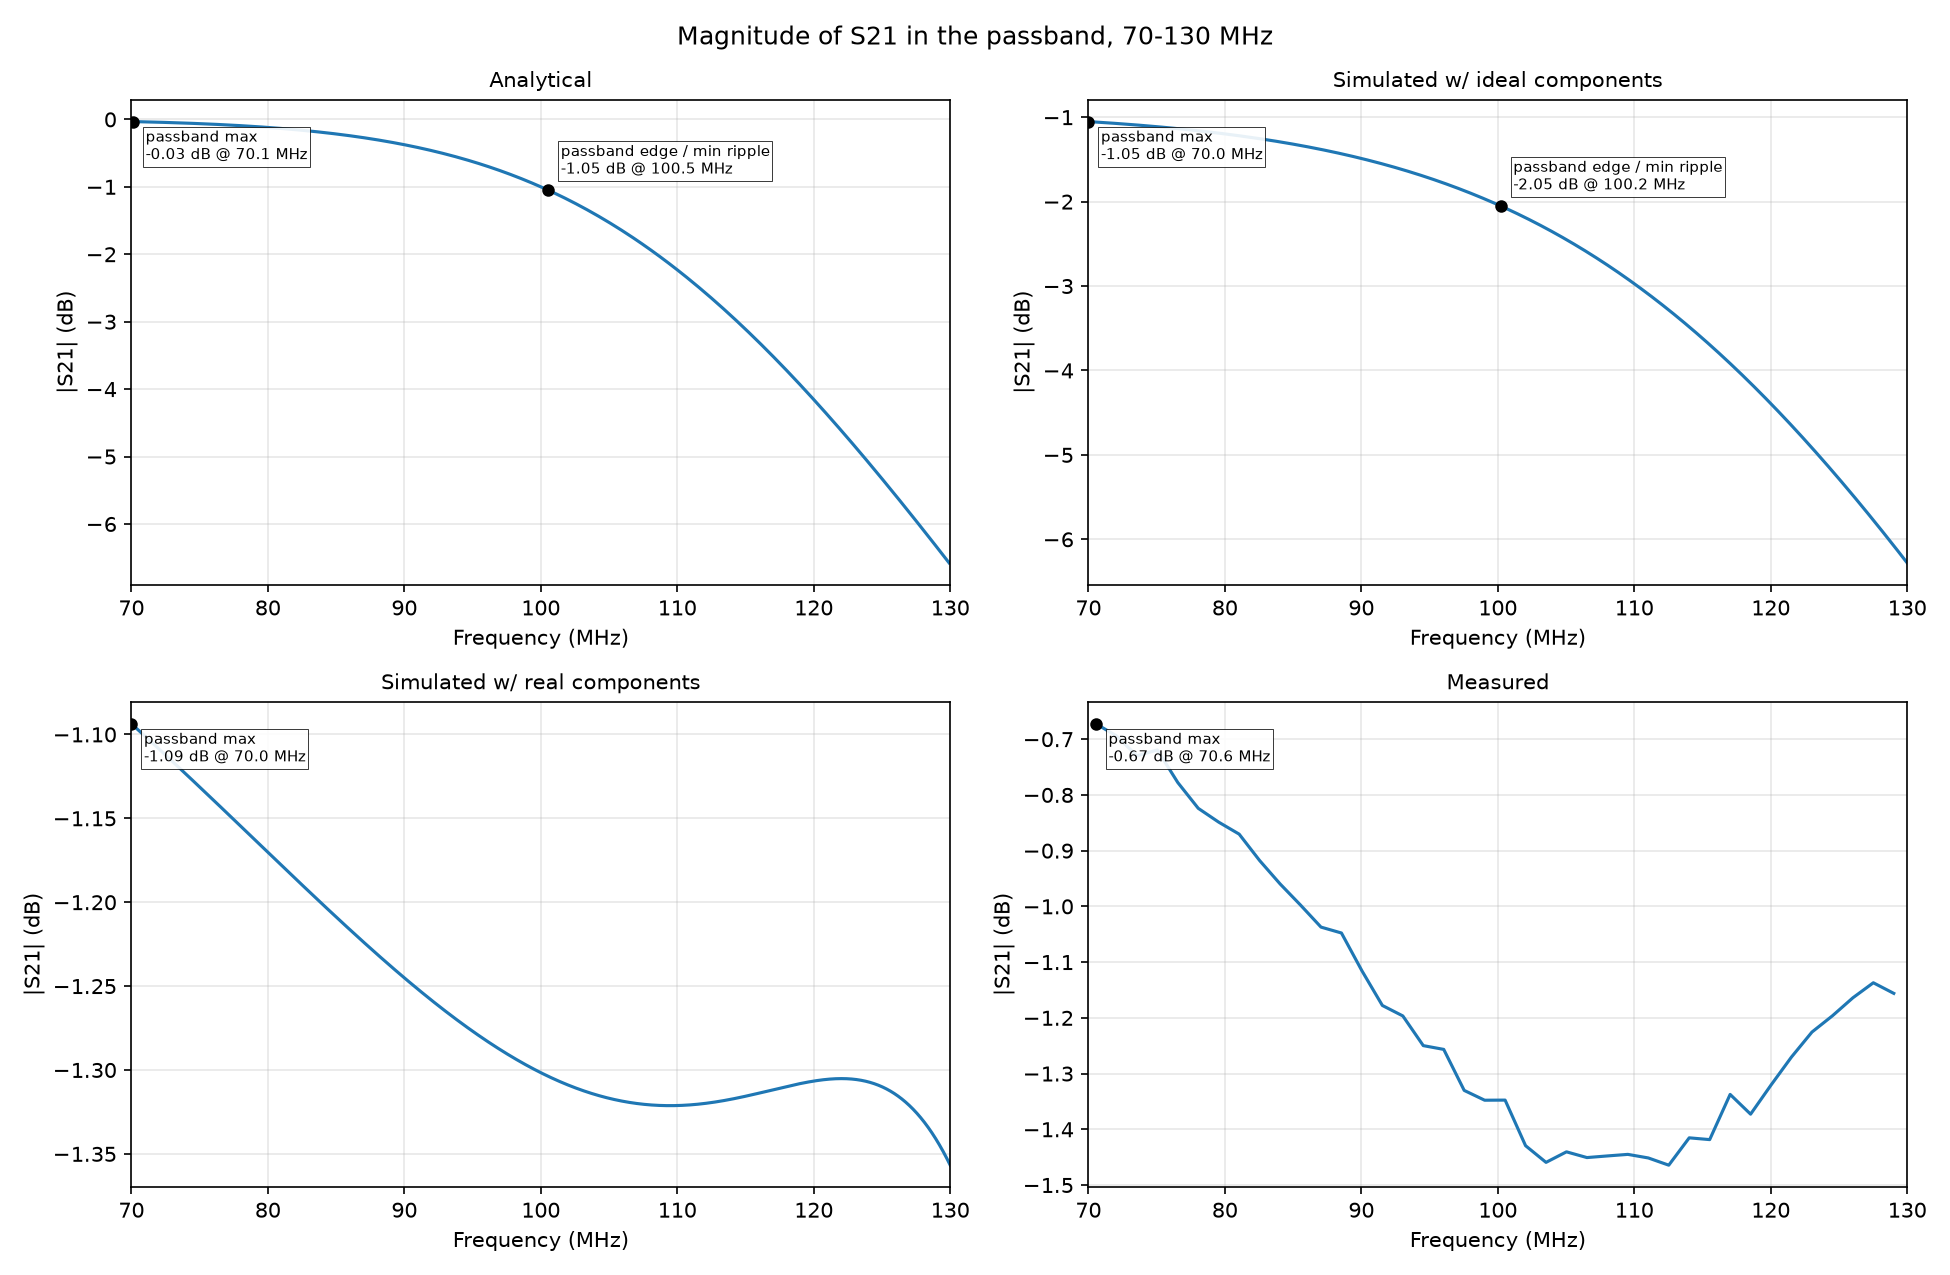 Magnitude of S21 in the passband, 70-130 MHz
Analytical
0
−1
−2
−3
−4
−5
−6
|S21| (dB)
passband max
-0.03 dB @ 70.1 MHz
passband edge / min ripple
-1.05 dB @ 100.5 MHz
70 80 90 100 110 120 130
Frequency (MHz)
Simulated w/ ideal components
−1
−2
−3
−4
−5
−6
|S21| (dB)
passband max
-1.05 dB @ 70.0 MHz
passband edge / min ripple
-2.05 dB @ 100.2 MHz
70 80 90 100 110 120 130
Frequency (MHz)
Simulated w/ real components
−1.10
−1.15
−1.20
−1.25
−1.30
−1.35
|S21| (dB)
passband max
-1.09 dB @ 70.0 MHz
70 80 90 100 110 120 130
Frequency (MHz)
Measured
−0.7
−0.8
−0.9
−1.0
−1.1
−1.2
−1.3
−1.4
−1.5
|S21| (dB)
passband max
-0.67 dB @ 70.6 MHz
70 80 90 100 110 120 130
Frequency (MHz)